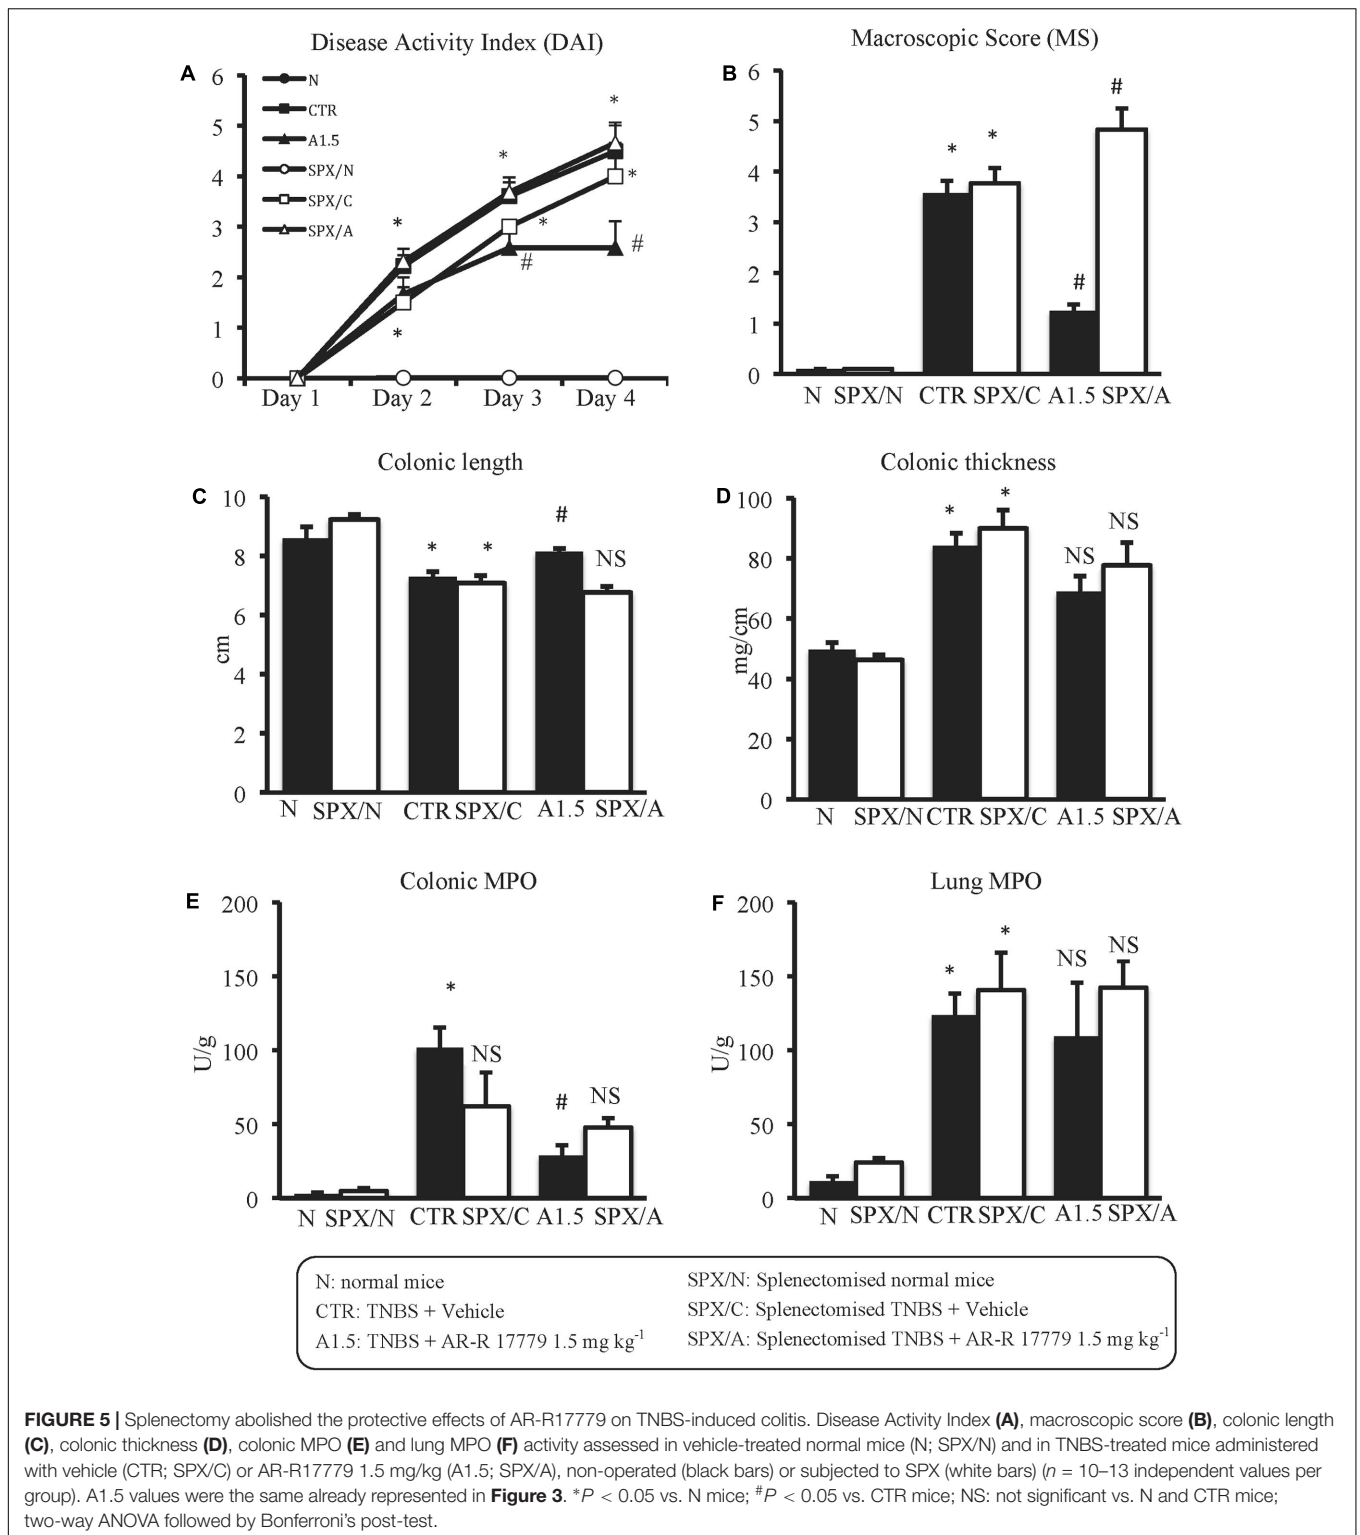 Disease Activity Index (DAI)
A
6
5
4
3
2
1
0
N
CTR
A1.5
SPX/N
SPX/C
SPX/A
*
*
*
*
*
*
#
#
Day 1 Day 2 Day 3 Day 4
Macroscopic Score (MS)
B
6
5
4
3
2
1
0
*
*
#
#
N SPX/N CTR SPX/C A1.5 SPX/A
Colonic length
C
10
8
6
4
2
0
cm
*
*
#
NS
N SPX/N CTR SPX/C A1.5 SPX/A
Colonic thickness
D
100
80
60
40
20
0
mg/cm
*
*
NS
NS
N SPX/N CTR SPX/C A1.5 SPX/A
Colonic MPO
E
200
150
100
50
0
U/g
*
NS
#
NS
N SPX/N CTR SPX/C A1.5 SPX/A
Lung MPO
F
200
150
100
50
0
U/g
*
*
NS
NS
N SPX/N CTR SPX/C A1.5 SPX/A
N: normal mice
CTR: TNBS + Vehicle
A1.5: TNBS + AR-R 17779 1.5 mg kg-1
SPX/N: Splenectomised normal mice
SPX/C: Splenectomised TNBS + Vehicle
SPX/A: Splenectomised TNBS + AR-R 17779 1.5 mg kg-1
FIGURE 5 | Splenectomy abolished the protective effects of AR-R17779 on TNBS-induced colitis. Disease Activity Index (A), macroscopic score (B), colonic length
(C), colonic thickness (D), colonic MPO (E) and lung MPO (F) activity assessed in vehicle-treated normal mice (N; SPX/N) and in TNBS-treated mice administered
with vehicle (CTR; SPX/C) or AR-R17779 1.5 mg/kg (A1.5; SPX/A), non-operated (black bars) or subjected to SPX (white bars) (n = 10–13 independent values per
group). A1.5 values were the same already represented in Figure 3. *P < 0.05 vs. N mice; #P < 0.05 vs. CTR mice; NS: not significant vs. N and CTR mice;
two-way ANOVA followed by Bonferroni's post-test.